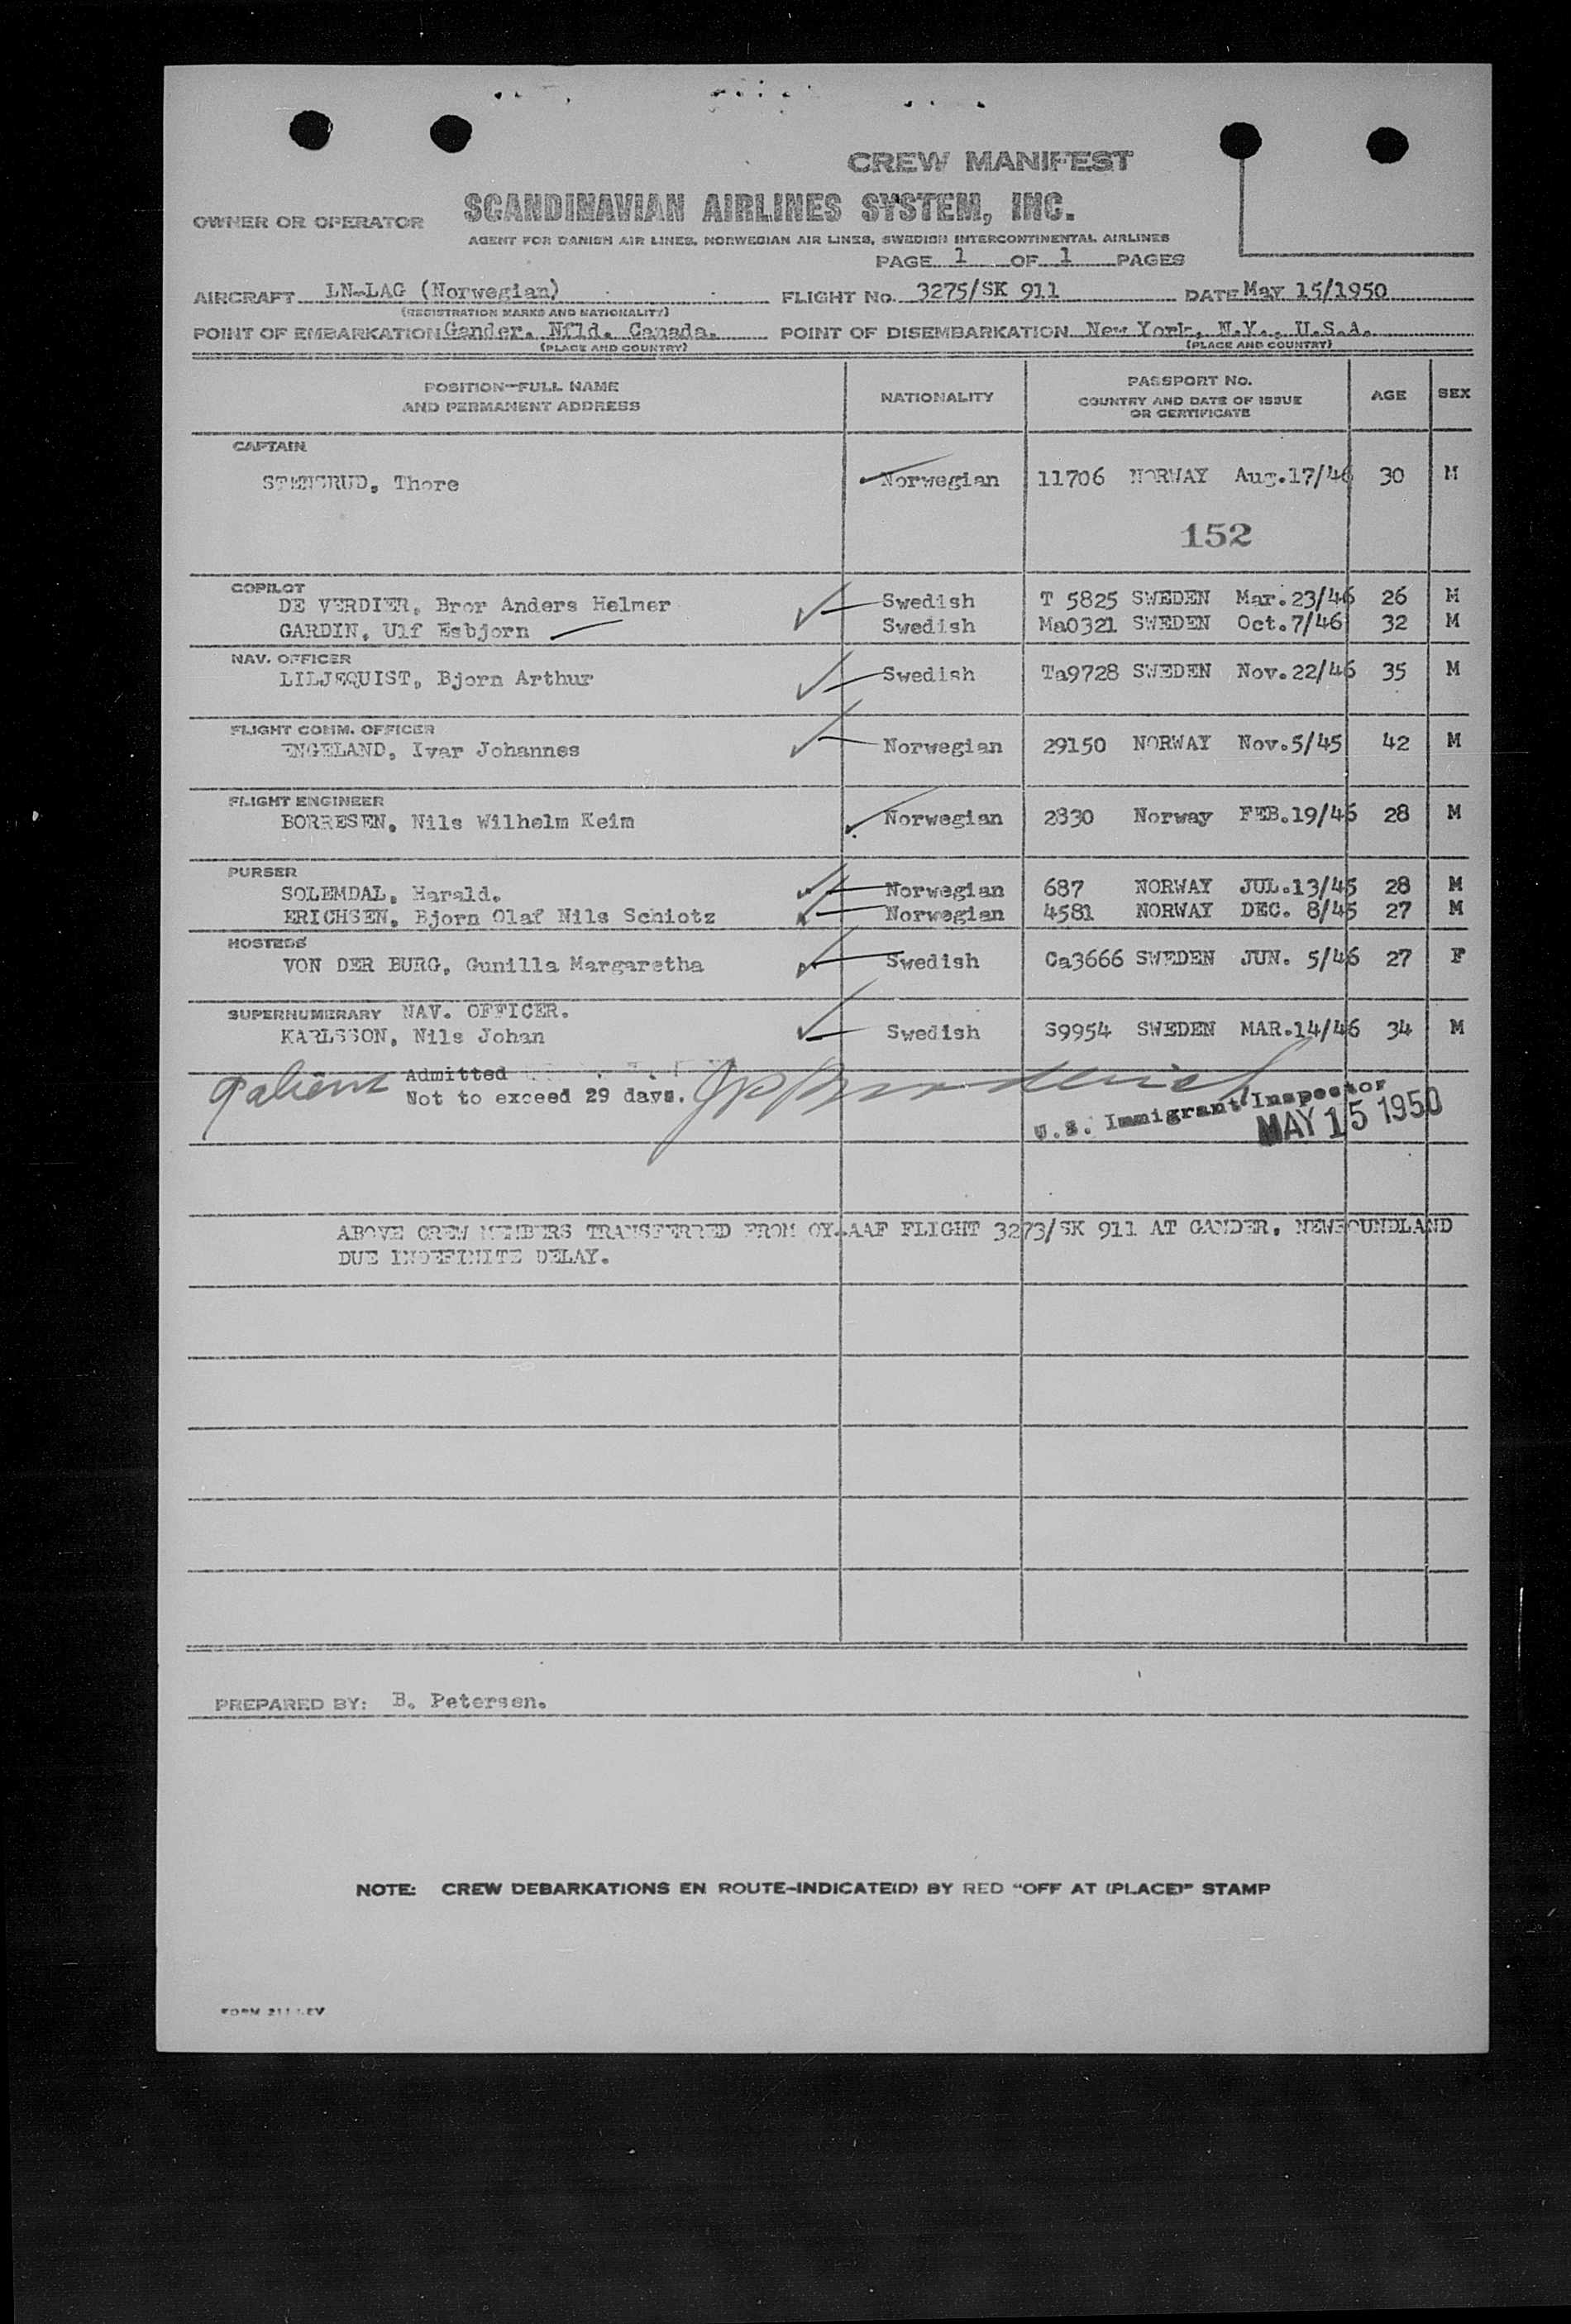 CREW MANIFEST
OWNER OR OPERATOR SCANDINAVIAN AIRLINES SYSTEM, INC.
AGENT FOR DANISH AIR LINES, NORWEGIAN AIR LINES, SWEDISH INTERCONTINENTAL AIRLINES
PAGE 1 OF 1 PAGES
AIRCRAFT LN-LAG (Norwegian) FLIGHT No. 3275/SK 911 DATE May 15/1950
(REGISTRATION MARKS AND NATIONALITY)
POINT OF EMBARKATION Gander, Nfld. Canada. POINT OF DISEMBARKATION New York, N.Y., U.S.A.
(PLACE AND COUNTRY) (PLACE AND COUNTRY)
POSITION—FULL NAME AND PERMANENT ADDRESS NATIONALITY PASSPORT No. COUNTRY AND DATE OF ISSUE OR CERTIFICATE AGE SEX
CAPTAIN
STENSRUD, Thore Norwegian 11706 NORWAY Aug.17/46 30 M
152
COPILOT
DE VERDIER, Bror Anders Helmer Swedish T 5825 SWEDEN Mar.23/46 26 M
GARDIN, Ulf Esbjorn Swedish Ma0321 SWEDEN Oct.7/46 32 M
NAV. OFFICER
LILJEQUIST, Bjorn Arthur Swedish Ta9728 SWEDEN Nov.22/46 35 M
FLIGHT COMM. OFFICER
ENGELAND, Ivar Johannes Norwegian 29150 NORWAY Nov.5/45 42 M
FLIGHT ENGINEER
BORRESEN, Nils Wilhelm Keim Norwegian 2830 Norway FEB.19/46 28 M
PURSER
SOLEMDAL, Harald. Norwegian 687 NORWAY JUL.13/45 28 M
ERICHSEN, Bjorn Olaf Nils Schiotz Norwegian 4581 NORWAY DEC. 8/45 27 M
HOSTESS
VON DER BURG, Gunilla Margaretha Swedish Ca3666 SWEDEN JUN. 5/46 27 F
SUPERNUMERARY NAV. OFFICER.
KARLSSON, Nils Johan Swedish S9954 SWEDEN MAR.14/46 34 M
Admitted
Not to exceed 29 days.
U.S. Immigrant Inspector
MAY 15 1950
ABOVE CREW MEMBERS TRANSFERRED FROM OY-AAF FLIGHT 3273/SK 911 AT GANDER, NEWFOUNDLAND
DUE INDEFINITE DELAY.
PREPARED BY: B. Petersen.
NOTE: CREW DEBARKATIONS EN ROUTE-INDICATE(D) BY RED "OFF AT (PLACE)" STAMP
FORM 211